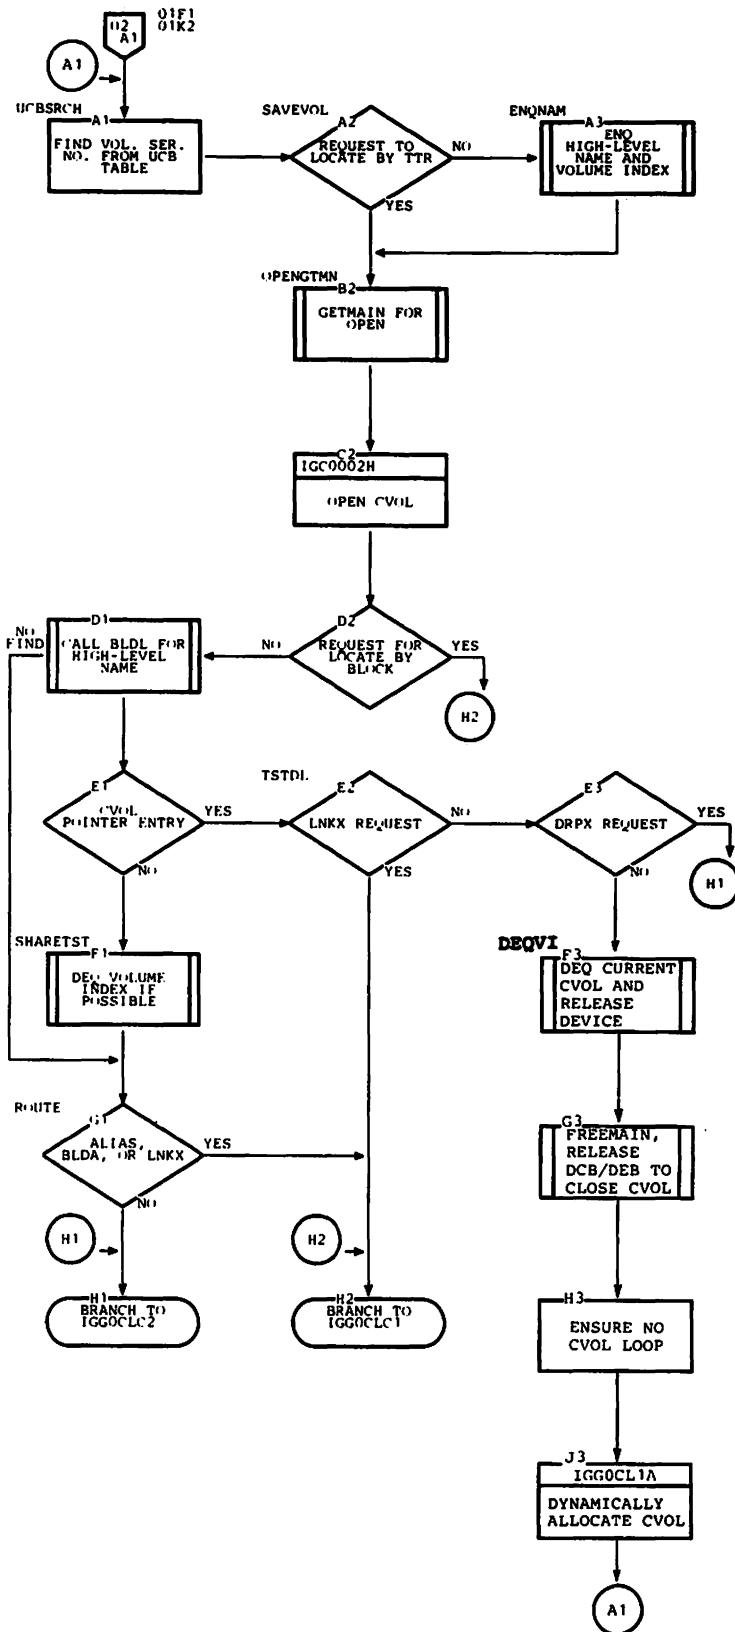 02
A1
01F1
01K2
A1
UCBSRCH
A1
FIND VOL. SER.
NO. FROM UCB
TABLE
SAVEVOL
A2
REQUEST TO
LOCATE BY TTR
NO
YES
ENQNAM
A3
ENQ
HIGH-LEVEL
NAME AND
VOLUME INDEX
OPENGTMN
B2
GETMAIN FOR
OPEN
C2
IGC0002H
OPEN CVOL
D2
REQUEST FOR
LOCATE BY
BLOCK
NO
YES
H2
D1
CALL BLDL FOR
HIGH-LEVEL
NAME
NO
FIND
E1
CVOL
POINTER ENTRY
YES
NO
TSTDL
E2
LNKX REQUEST
NO
YES
E3
DRPX REQUEST
YES
NO
H1
SHARETST
F1
DEQ VOLUME
INDEX IF
POSSIBLE
DEQVI
F3
DEQ CURRENT
CVOL AND
RELEASE
DEVICE
ROUTE
G1
ALIAS,
BLDA, OR LNKX
YES
NO
G3
FREEMAIN,
RELEASE
DCB/DEB TO
CLOSE CVOL
H1
H2
H1
BRANCH TO
IGG0CLC2
H2
BRANCH TO
IGG0CLC1
H3
ENSURE NO
CVOL LOOP
J3
IGG0CL1A
DYNAMICALLY
ALLOCATE CVOL
A1